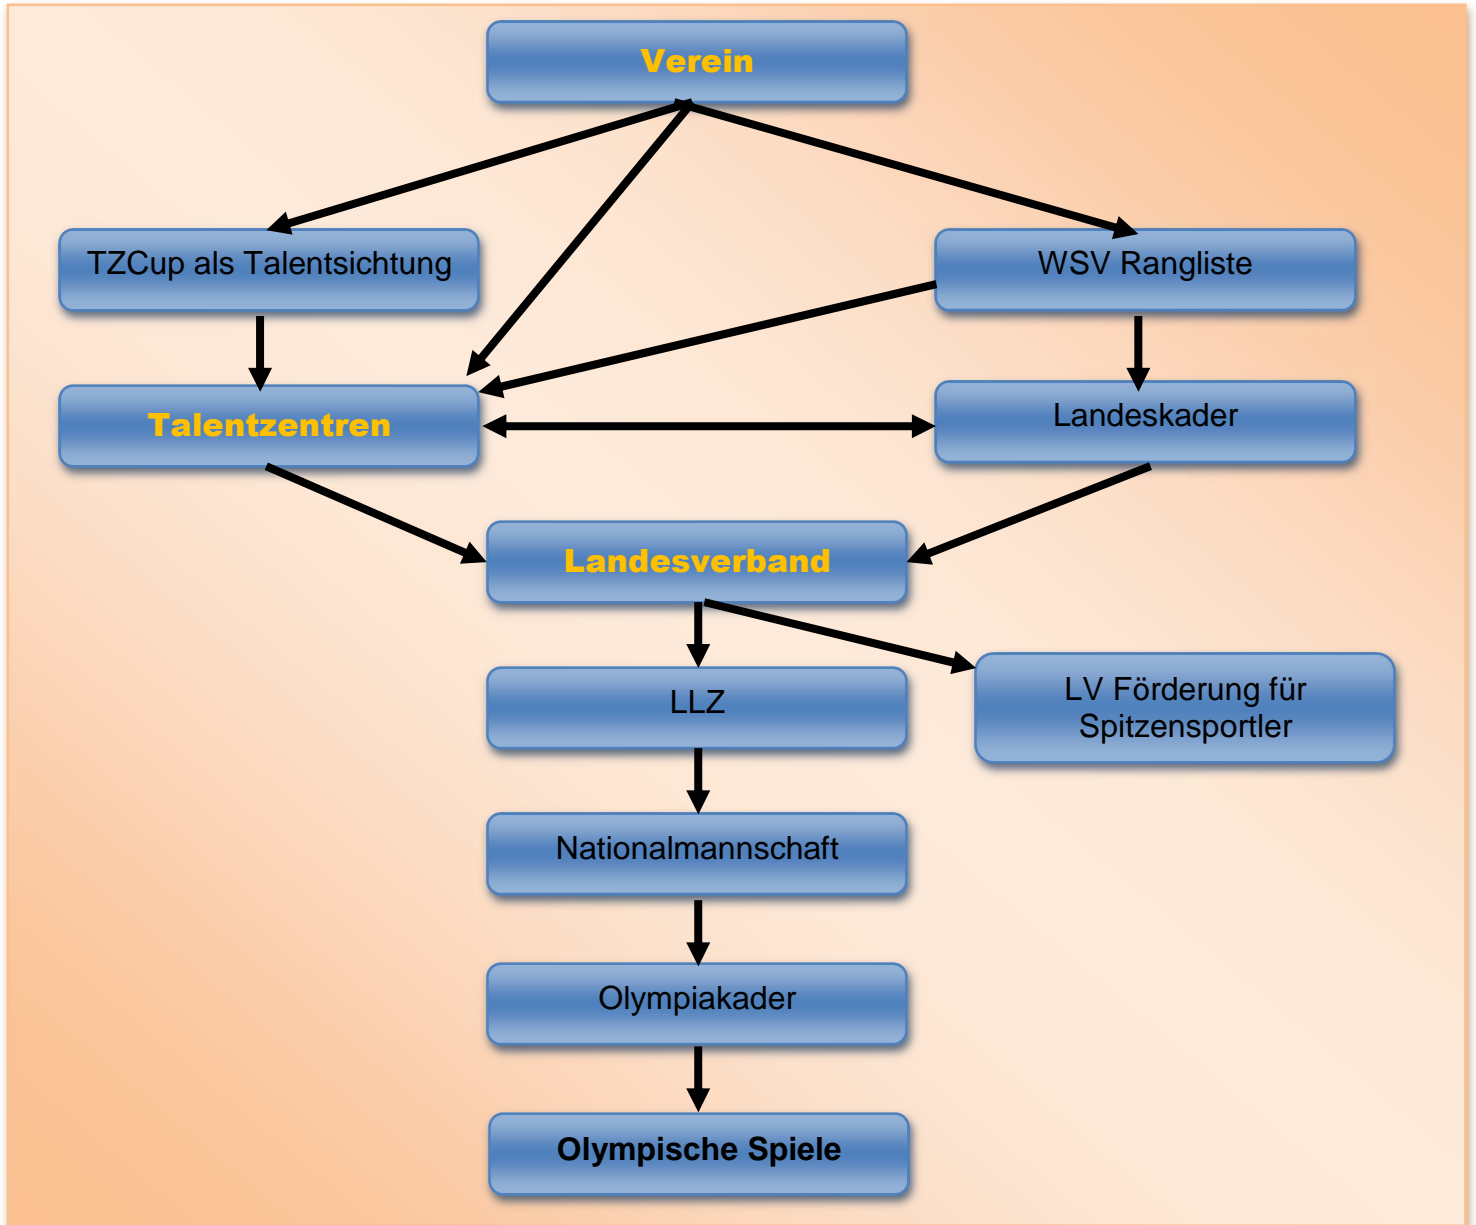 Verein
TZCup als Talentsichtung
WSV Rangliste
Talentzentren
Landeskader
Landesverband
LLZ
LV Förderung für
Spitzensportler
Nationalmannschaft
Olympiakader
Olympische Spiele